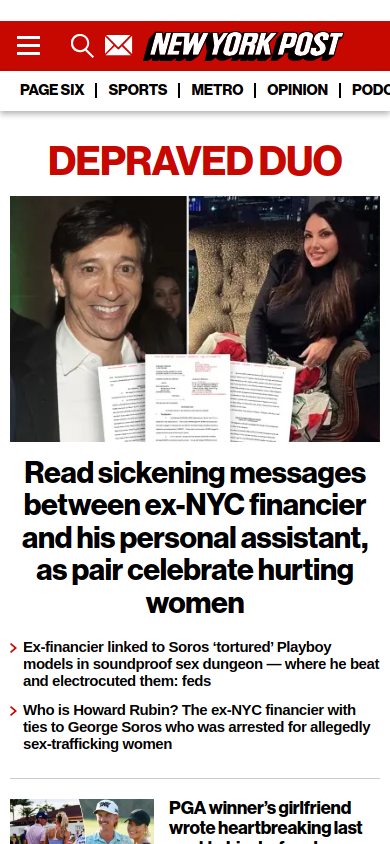 NEW YORK POST
PAGE SIX | SPORTS | METRO | OPINION | PODC
DEPRAVED DUO
Read sickening messages
between ex-NYC financier
and his personal assistant,
as pair celebrate hurting
women
Ex-financier linked to Soros ‘tortured’ Playboy
models in soundproof sex dungeon — where he beat
and electrocuted them: feds
Who is Howard Rubin? The ex-NYC financier with
ties to George Soros who was arrested for allegedly
sex-trafficking women
PGA winner’s girlfriend
wrote heartbreaking last